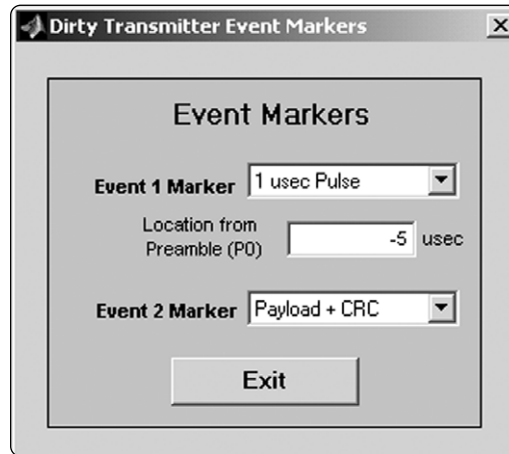 Dirty Transmitter Event Markers
Event Markers
Event 1 Marker 1 usec Pulse
Location from
Preamble (P0) -5 usec
Event 2 Marker Payload + CRC
Exit